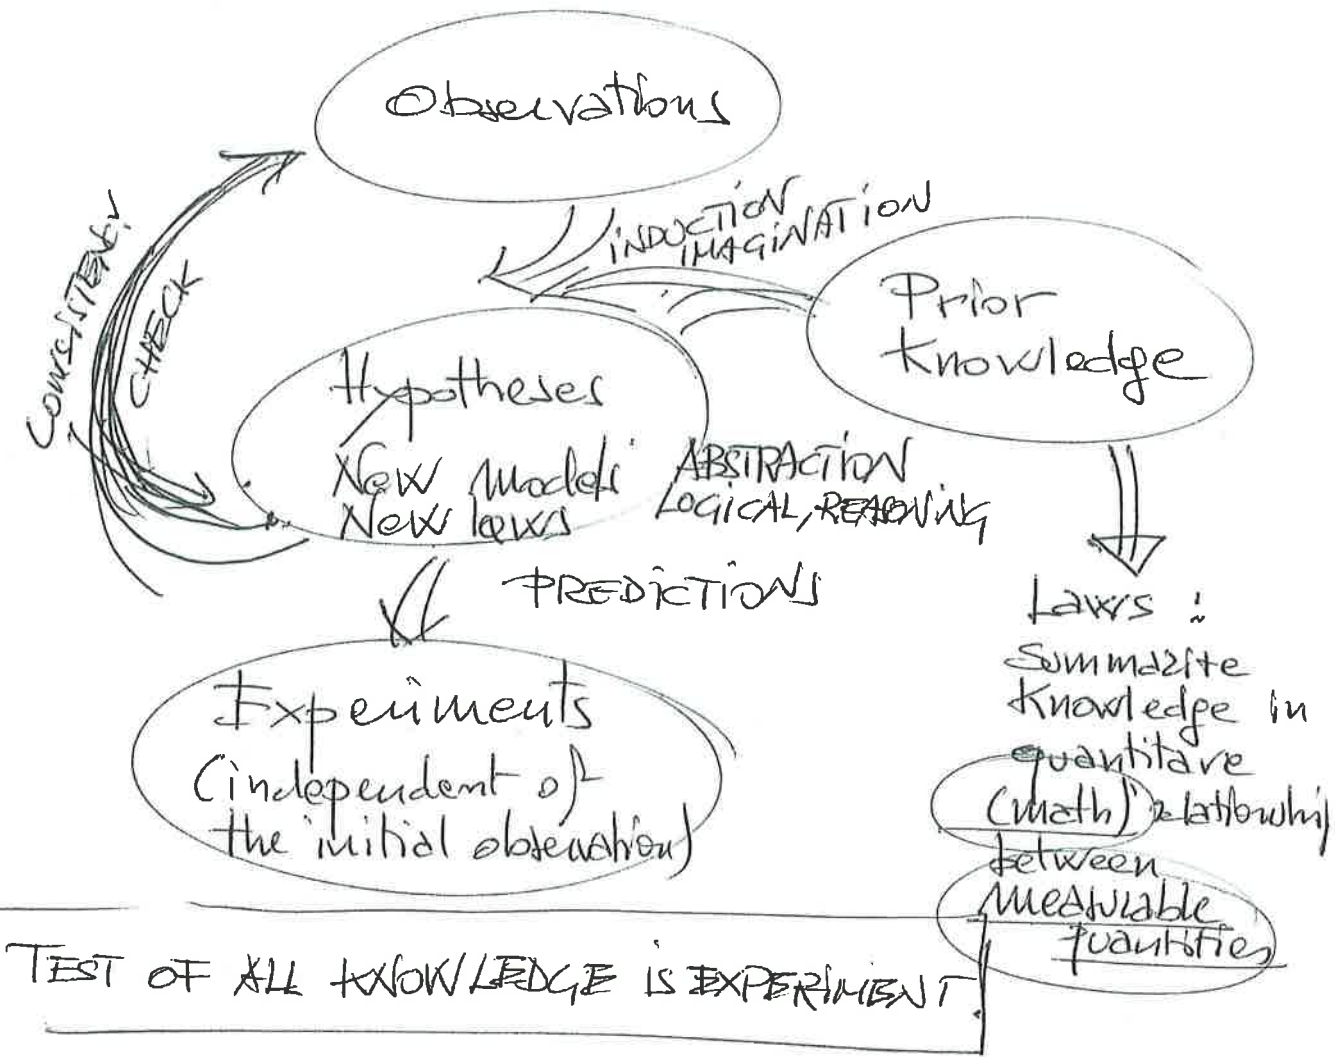 Observations
INDUCTION
IMAGINATION
Prior
Knowledge
CONSISTENCY
CHECK
Hypotheses
New models
New laws
ABSTRACTION
LOGICAL, REASONING
PREDICTIONS
Experiments
(independent of
the initial observation)
Laws :
Summarize
Knowledge in
quantitave
(math) relationship
between
measurable
quantities
TEST OF ALL KNOWLEDGE IS EXPERIMENT.